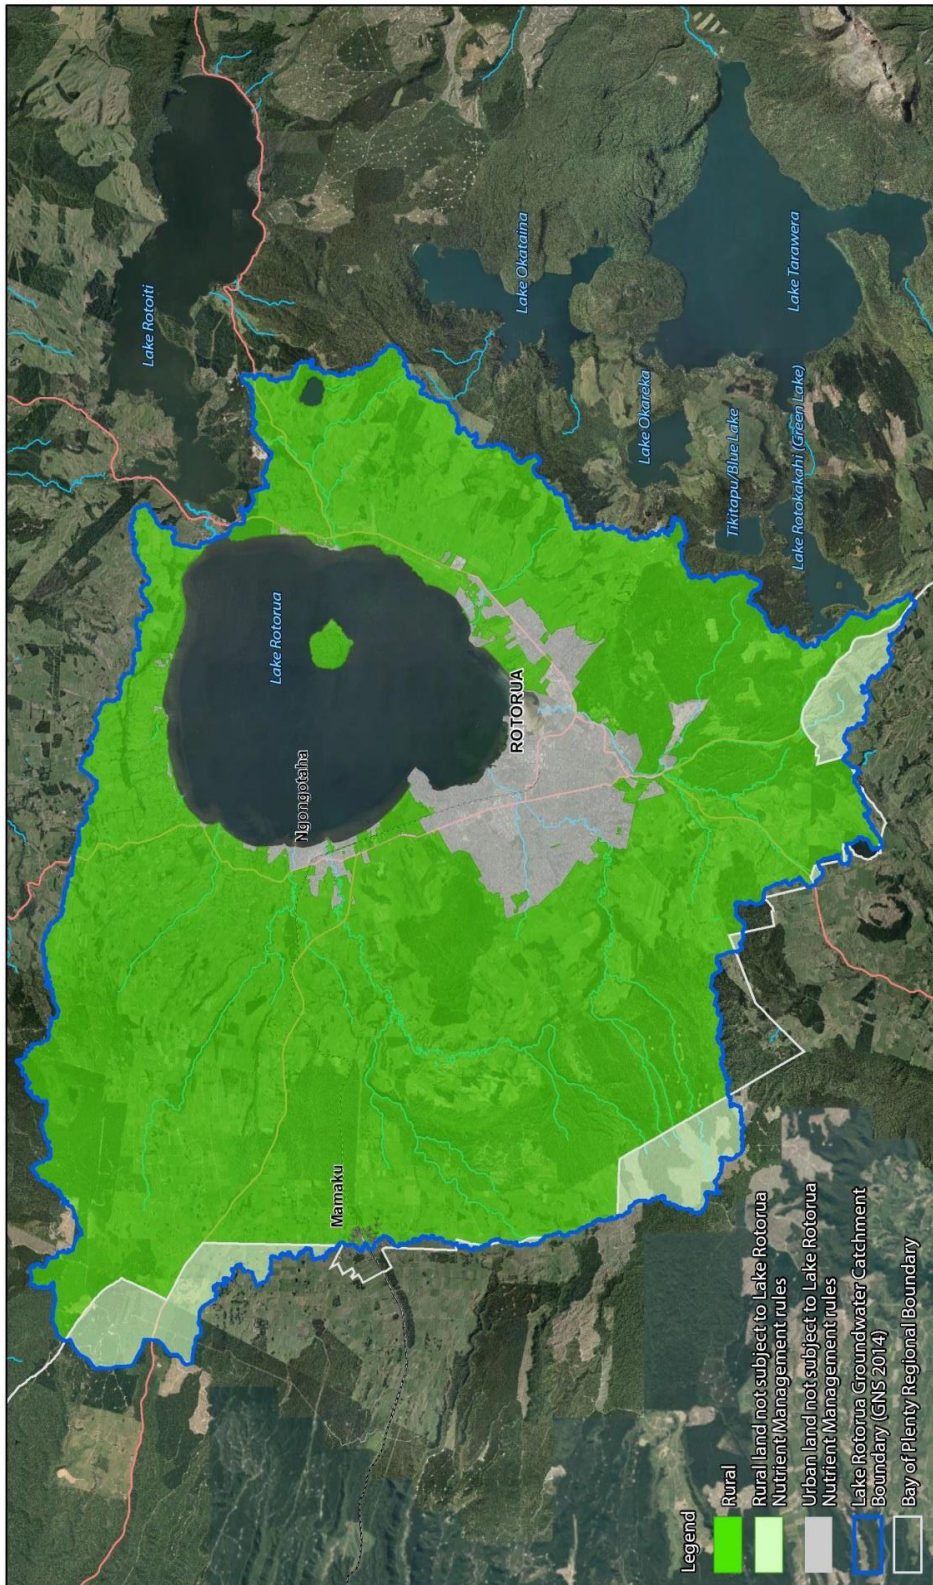 Lake Rotoiti
Lake Rotorua
Lake Okataina
Lake Tarawera
Lake Okareka
Tikitapu/Blue Lake
Lake Rotokakahi (Green Lake)
Ngongotaha
ROTORUA
Mamaku
Legend
Rural
Rural land not subject to Lake Rotorua
Nutrient Management rules
Urban land not subject to Lake Rotorua
Nutrient Management rules
Lake Rotorua Groundwater Catchment
Boundary (GNS 2014)
Bay of Plenty Regional Boundary